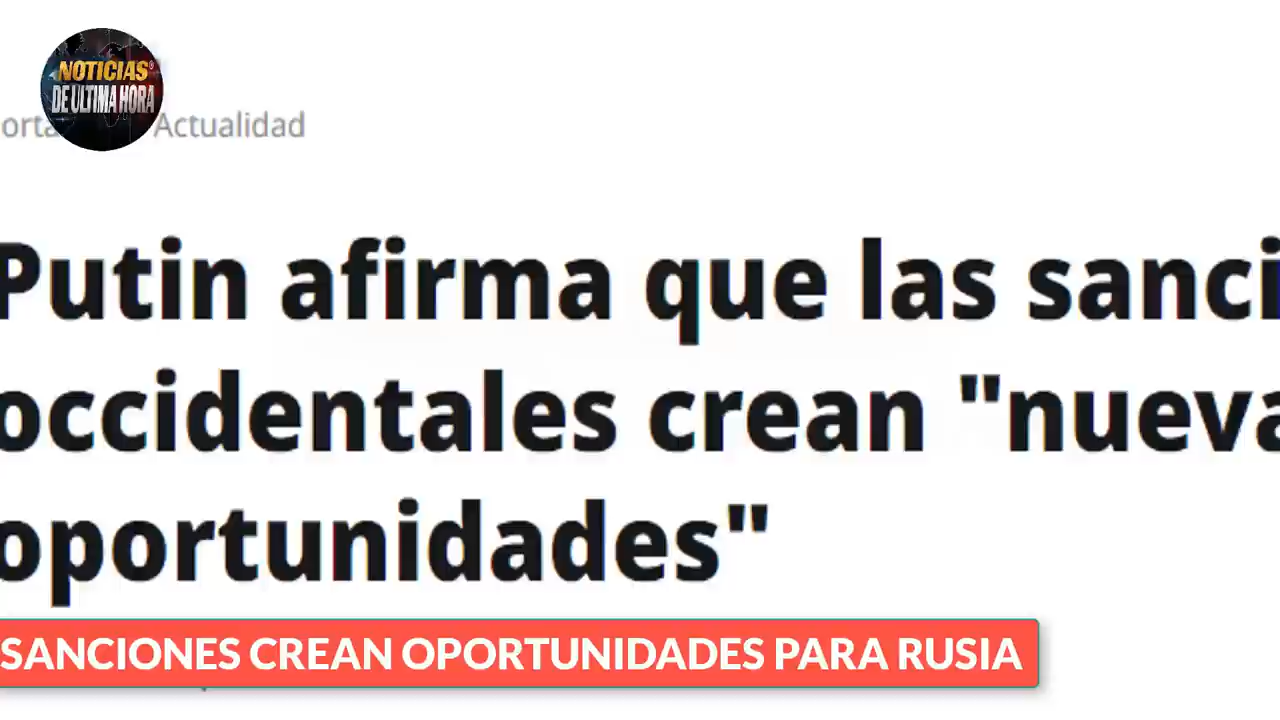 NOTICIAS
DE ULTIMA HORA
Actualidad
Putin afirma que las sanci
occidentales crean "nueva
oportunidades"
SANCIONES CREAN OPORTUNIDADES PARA RUSIA